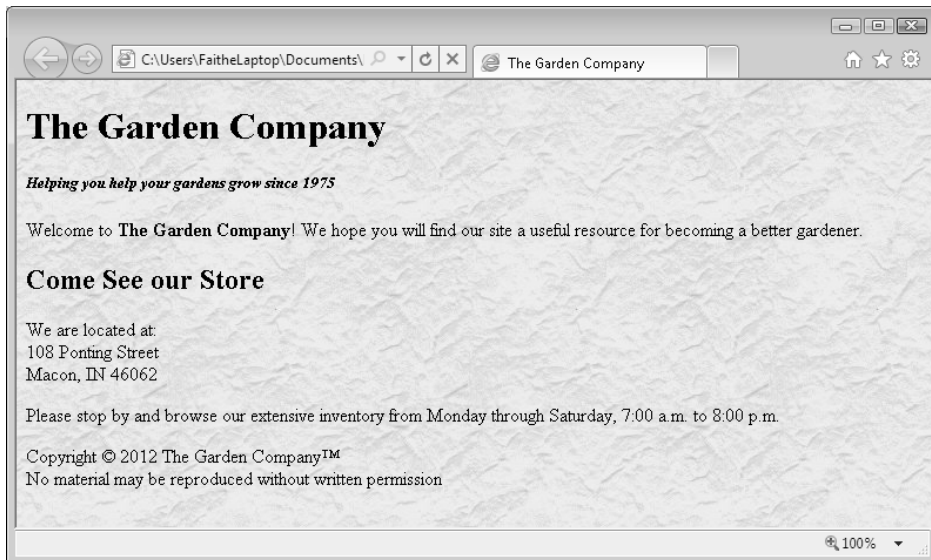 C:\Users\FaitheLaptop\Documents\
The Garden Company
The Garden Company
Helping you help your gardens grow since 1975
Welcome to The Garden Company! We hope you will find our site a useful resource for becoming a better gardener.
Come See our Store
We are located at:
108 Ponting Street
Macon, IN 46062
Please stop by and browse our extensive inventory from Monday through Saturday, 7:00 a.m. to 8:00 p.m.
Copyright © 2012 The Garden Company™
No material may be reproduced without written permission
100%